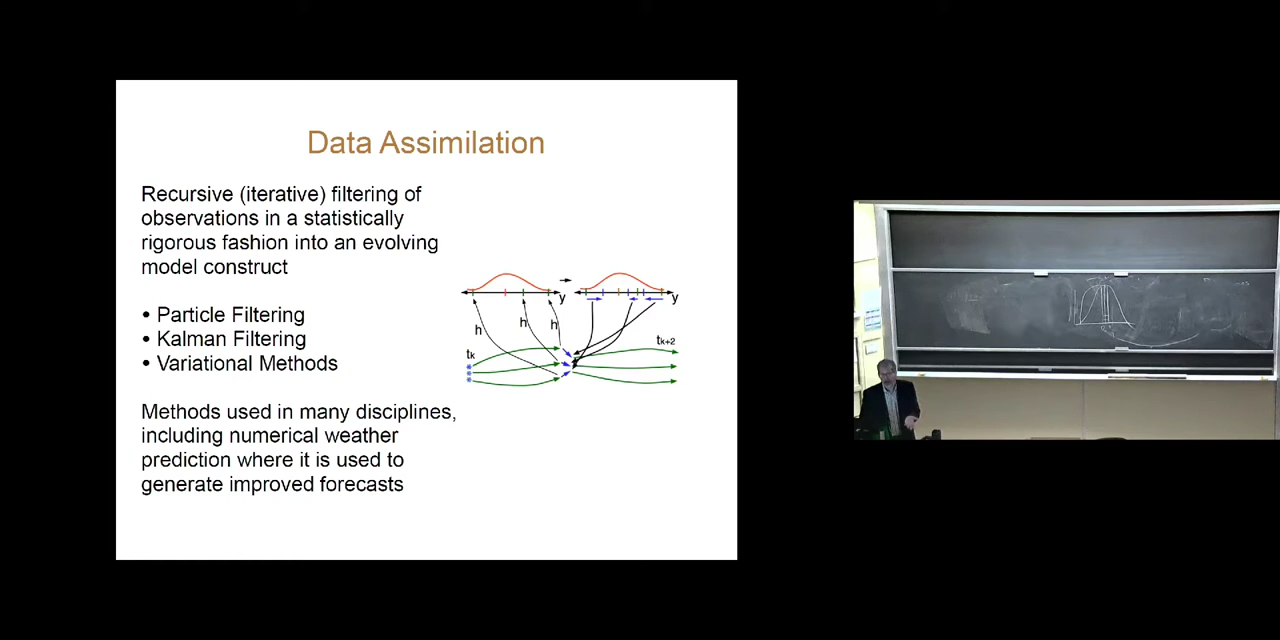 Data Assimilation
Recursive (iterative) filtering of
observations in a statistically
rigorous fashion into an evolving
model construct
• Particle Filtering
• Kalman Filtering
• Variational Methods
Methods used in many disciplines,
including numerical weather
prediction where it is used to
generate improved forecasts
y
y
h
h
h
tk
tk+2